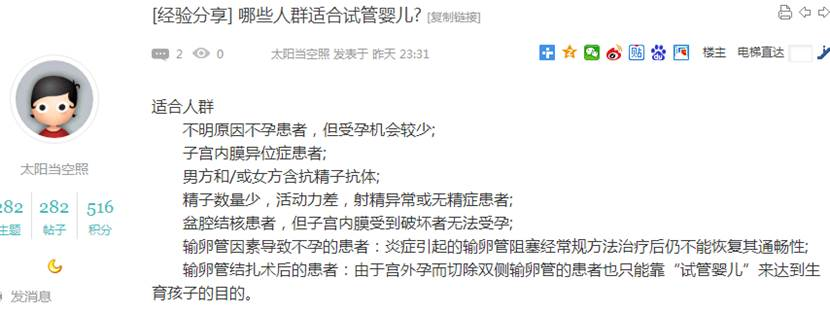 [经验分享] 哪些人群适合试管婴儿? [复制链接]
2 0 太阳当空照 发表于 昨天 23:31 贴 楼主 电梯直达
适合人群
不明原因不孕患者，但受孕机会较少;
子宫内膜异位症患者;
男方和/或女方含抗精子抗体;
太阳当空照
精子数量少，活动力差，射精异常或无精症患者;
282 282 516
主题 帖子 积分
盆腔结核患者，但子宫内膜受到破坏者无法受孕;
输卵管因素导致不孕的患者：炎症引起的输卵管阻塞经常规方法治疗后仍不能恢复其通畅性;
输卵管结扎术后的患者：由于宫外孕而切除双侧输卵管的患者也只能靠“试管婴儿”来达到生
育孩子的目的。
发消息